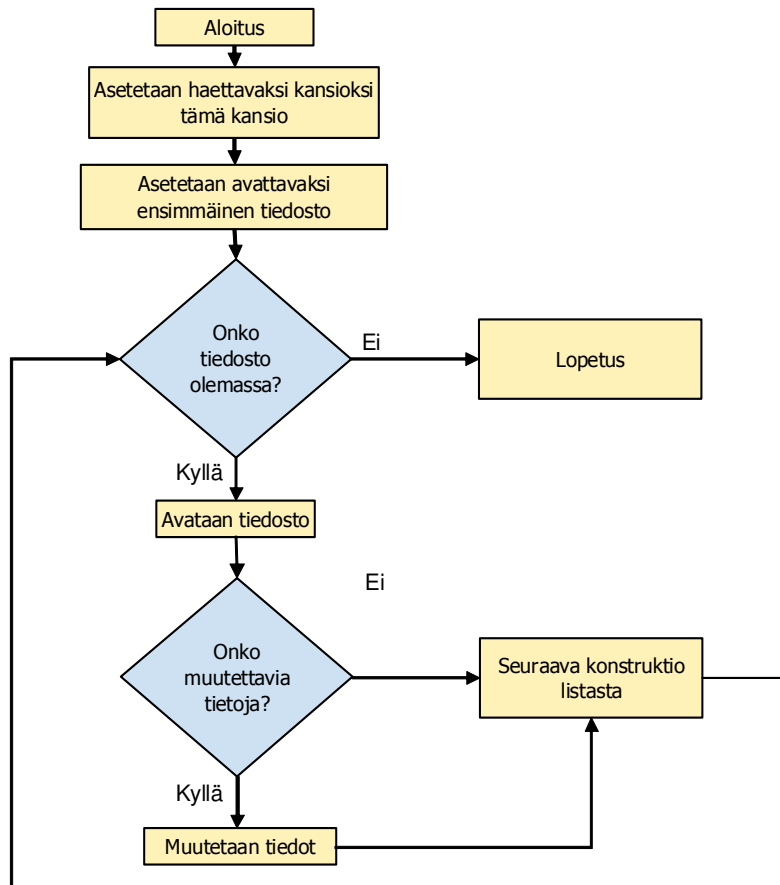 Aloitus
Asetetaan haettavaksi kansioksi
tämä kansio
Asetetaan avattavaksi
ensimmäinen tiedosto
Onko
tiedosto
olemassa?
Ei
Lopetus
Kyllä
Avataan tiedosto
Ei
Onko
muutettavia
tietoja?
Seuraava konstruktio
listasta
Kyllä
Muutetaan tiedot